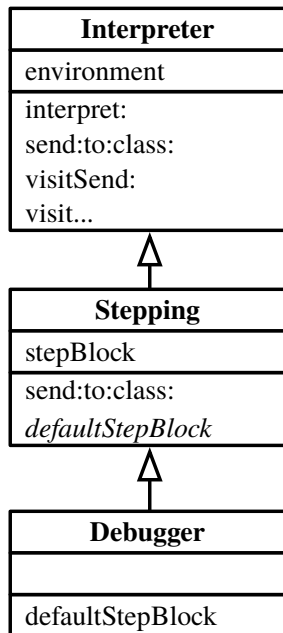 Interpreter
environment
interpret:
send:to:class:
visitSend:
visit...
Stepping
stepBlock
send:to:class:
defaultStepBlock
Debugger
defaultStepBlock